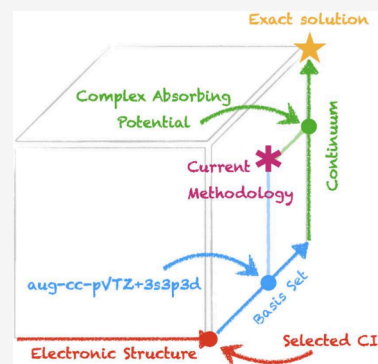 Exact solution
Complex Absorbing
Potential
Continuum
Current
Methodology
aug-cc-pVTZ+3s3p3d
Basis Set
Selected CI
Electronic Structure